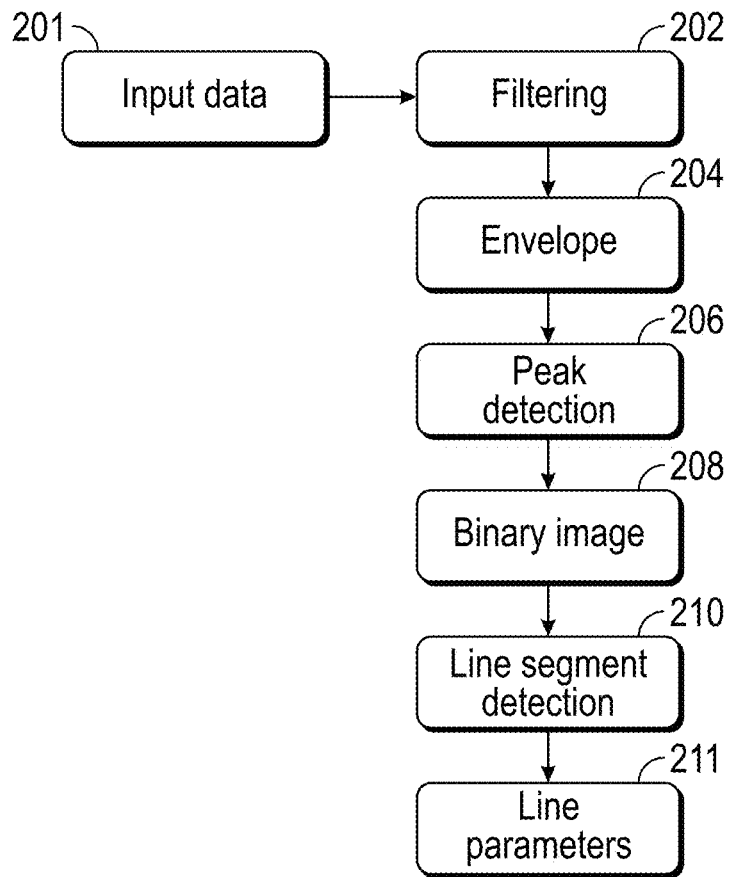 201
Input data
202
Filtering
204
Envelope
206
Peak
detection
208
Binary image
210
Line segment
detection
211
Line
parameters